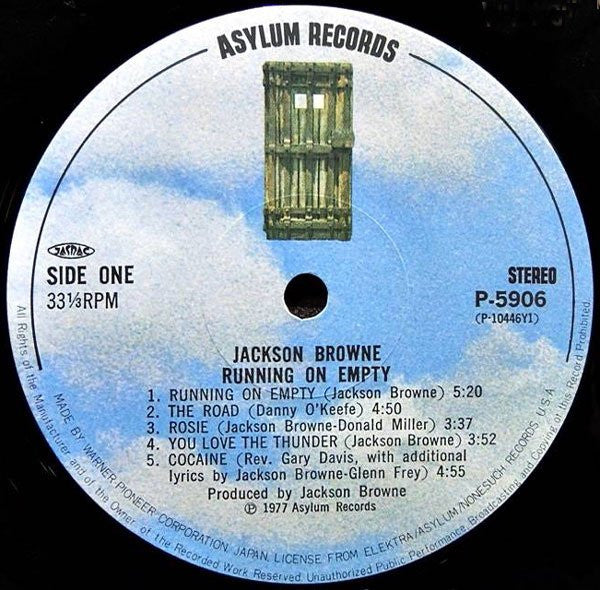 ASYLUM RECORDS
JASRAC
SIDE ONE
33⅓RPM
STEREO
P-5906
(P-10446Y1)
JACKSON BROWNE
RUNNING ON EMPTY
1. RUNNING ON EMPTY (Jackson Browne) 5:20
2. THE ROAD (Danny O'Keefe) 4:50
3. ROSIE (Jackson Browne-Donald Miller) 3:37
4. YOU LOVE THE THUNDER (Jackson Browne) 3:52
5. COCAINE (Rev. Gary Davis, with additional
lyrics by Jackson Browne-Glenn Frey) 4:55
Produced by Jackson Browne
℗ 1977 Asylum Records
MADE BY WARNER-PIONEER CORPORATION, JAPAN, LICENSE FROM ELEKTRA/ASYLUM/NONESUCH RECORDS U.S.A.
All Rights of the Manufacturer and of the Owner of the Recorded Work Reserved. Unauthorized Public Performance, Broadcasting and Copying of this Record Prohibited.